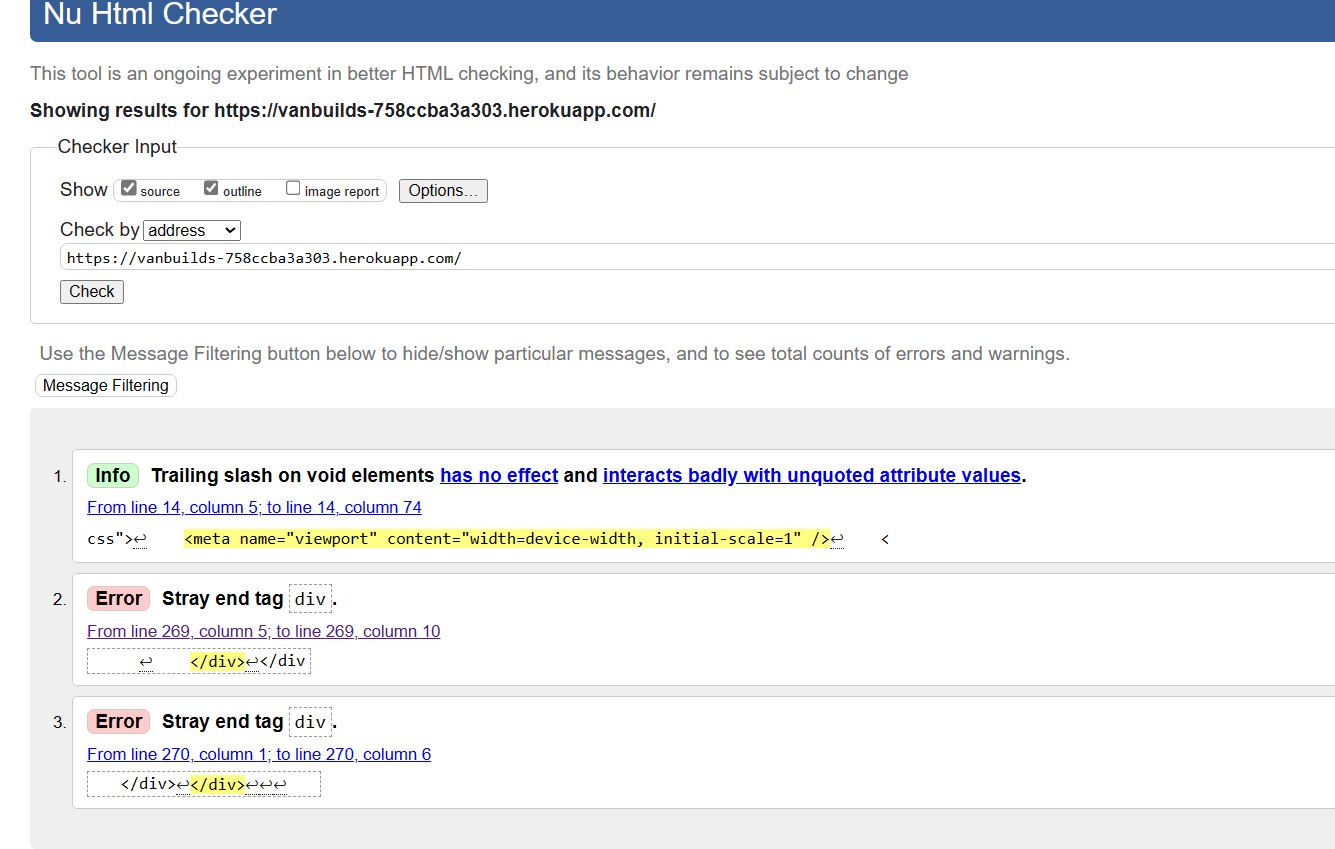 Nu Html Checker
This tool is an ongoing experiment in better HTML checking, and its behavior remains subject to change
Showing results for https://vanbuilds-758ccba3a303.herokuapp.com/
Checker Input
Show source outline image report Options...
Check by address
https://vanbuilds-758ccba3a303.herokuapp.com/
Check
Use the Message Filtering button below to hide/show particular messages, and to see total counts of errors and warnings.
Message Filtering
1. Info Trailing slash on void elements has no effect and interacts badly with unquoted attribute values.
From line 14, column 5; to line 14, column 74
css">↩ <meta name="viewport" content="width=device-width, initial-scale=1" />↩ <
2. Error Stray end tag div.
From line 269, column 5; to line 269, column 10
↩ </div>↩</div
3. Error Stray end tag div.
From line 270, column 1; to line 270, column 6
</div>↩</div>↩↩↩